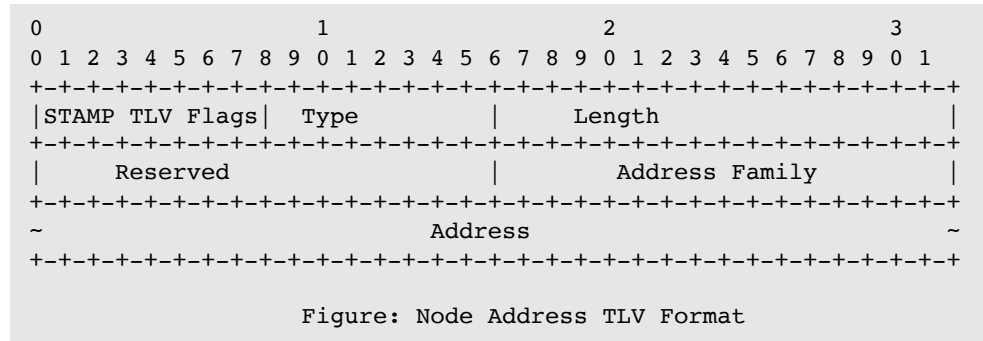 0                   1                   2                   3
0 1 2 3 4 5 6 7 8 9 0 1 2 3 4 5 6 7 8 9 0 1 2 3 4 5 6 7 8 9 0 1
+-+-+-+-+-+-+-+-+-+-+-+-+-+-+-+-+-+-+-+-+-+-+-+-+-+-+-+-+-+-+-+-+
|STAMP TLV Flags|  Type         |     Length                    |
+-+-+-+-+-+-+-+-+-+-+-+-+-+-+-+-+-+-+-+-+-+-+-+-+-+-+-+-+-+-+-+-+
|     Reserved                  |        Address Family         |
+-+-+-+-+-+-+-+-+-+-+-+-+-+-+-+-+-+-+-+-+-+-+-+-+-+-+-+-+-+-+-+-+
~                           Address                             ~
+-+-+-+-+-+-+-+-+-+-+-+-+-+-+-+-+-+-+-+-+-+-+-+-+-+-+-+-+-+-+-+-+
Figure: Node Address TLV Format